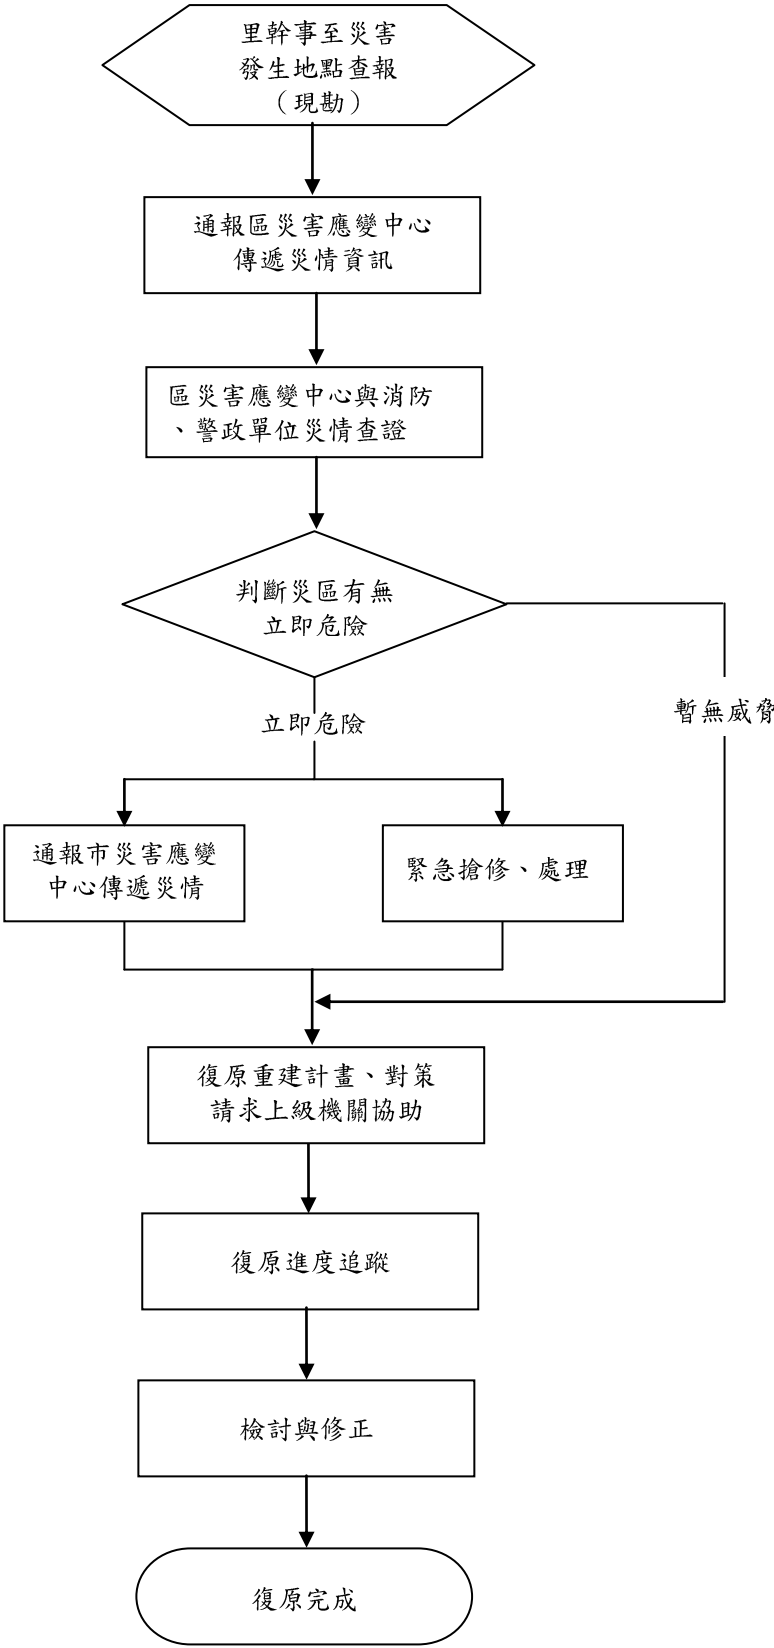 里幹事至災害
發生地點查報
（現勘）
通報區災害應變中心
傳遞災情資訊
區災害應變中心與消防
、警政單位災情查證
判斷災區有無
立即危險
立即危險
暫無威脅
通報市災害應變
中心傳遞災情
緊急搶修、處理
復原重建計畫、對策
請求上級機關協助
復原進度追蹤
檢討與修正
復原完成